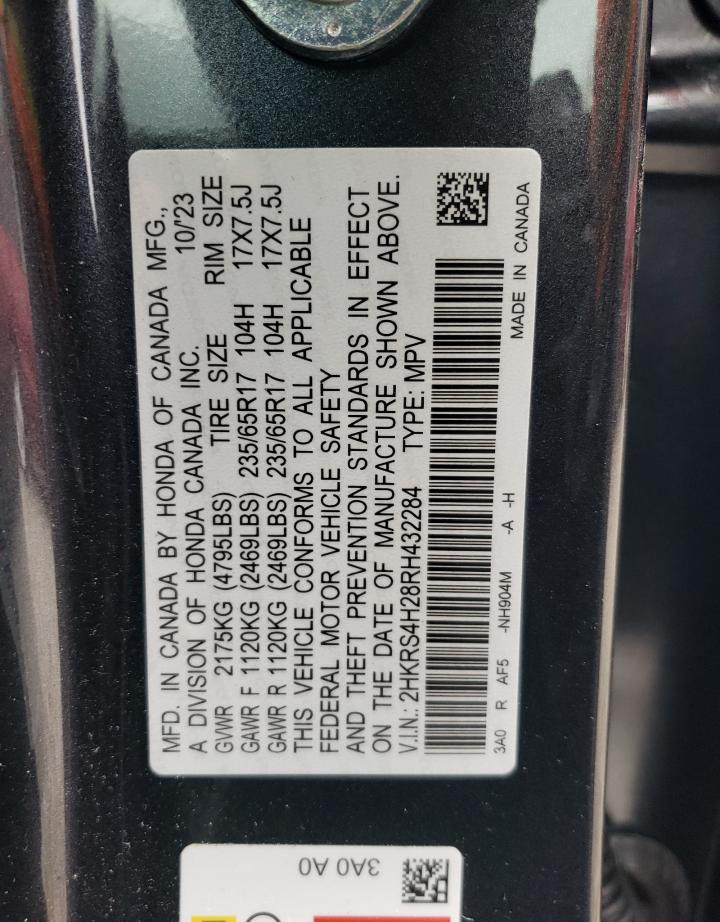 MFD. IN CANADA BY HONDA OF CANADA MFG.,
A DIVISION OF HONDA CANADA INC. 10/'23
GVWR 2175KG (4795LBS) TIRE SIZE RIM SIZE
GAWR F 1120KG (2469LBS) 235/65R17 104H 17X7.5J
GAWR R 1120KG (2469LBS) 235/65R17 104H 17X7.5J
THIS VEHICLE CONFORMS TO ALL APPLICABLE
FEDERAL MOTOR VEHICLE SAFETY
AND THEFT PREVENTION STANDARDS IN EFFECT
ON THE DATE OF MANUFACTURE SHOWN ABOVE.
V.I.N.: 2HKRS4H28RH432284 TYPE: MPV
3A0 R AF5 -NH904M -A -H
MADE IN CANADA
3A0 A0